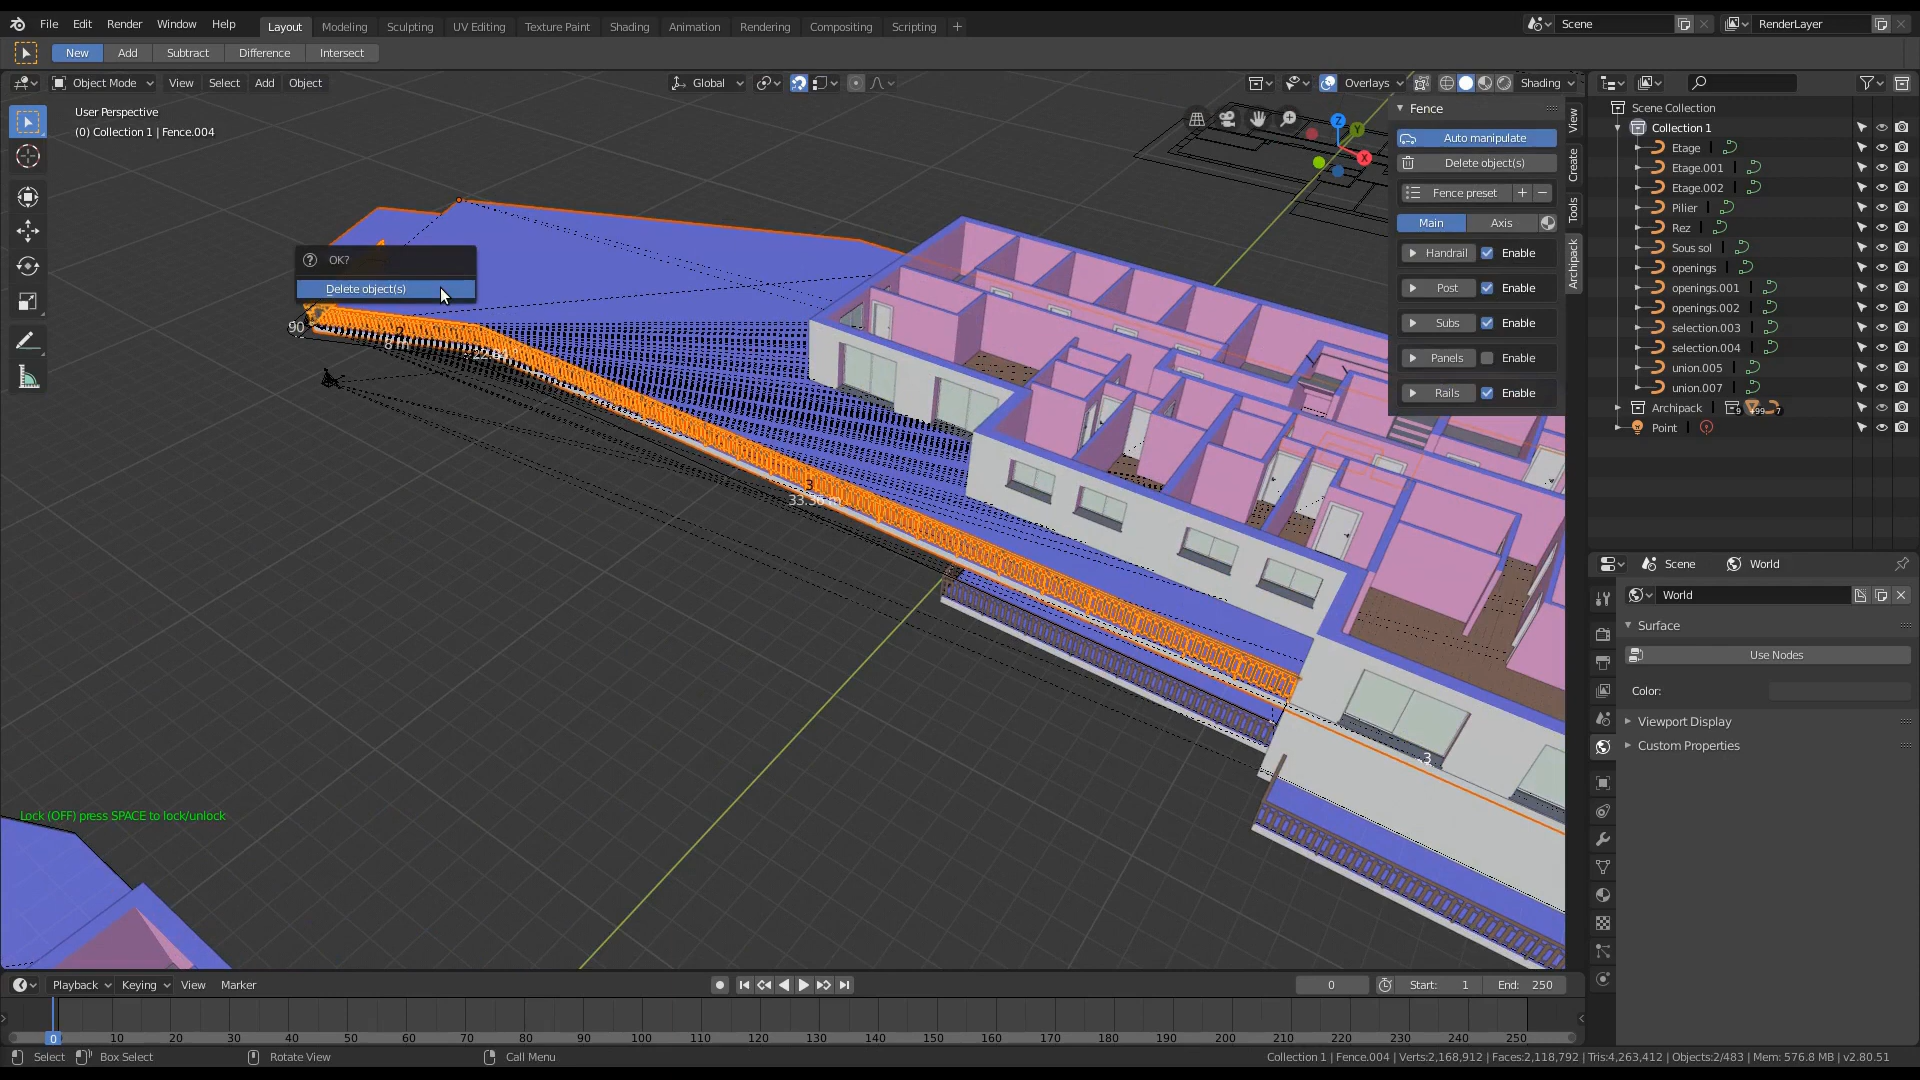 File Edit Render Window Help Layout Modeling Sculpting UV Editing Texture Paint Shading Animation Rendering Compositing Scripting + Scene RenderLayer
New Add Subtract Difference Intersect
Object Mode View Select Add Object Global Overlays Shading
User Perspective
(0) Collection 1 | Fence.004
Z
Y
X
Fence
Auto manipulate
Delete object(s)
Fence preset + −
Main Axis
Handrail Enable
Post Enable
Subs Enable
Panels Enable
Rails Enable
View
Create
Tools
Archipack
Scene Collection
Collection 1
Etage
Etage.001
Etage.002
Pilier
Rez
Sous sol
openings
openings.001
openings.002
selection.003
selection.004
union.005
union.007
Archipack 9 +99 7
Point
OK?
Delete object(s)
90
2
8 m
3
3
Scene World
World
Surface
Use Nodes
Color:
Viewport Display
Custom Properties
Lock (OFF) press SPACE to lock/unlock
Playback Keying View Marker 0 Start: 1 End: 250
0 10 20 30 40 50 60 70 80 90 100 110 120 130 140 150 160 170 180 190 200 210 220 230 240 250
Select Box Select Rotate View Call Menu Collection 1 | Fence.004 | Verts:2,168,912 | Faces:2,118,792 | Tris:4,263,412 | Objects:2/483 | Mem: 576.8 MB | v2.80.51